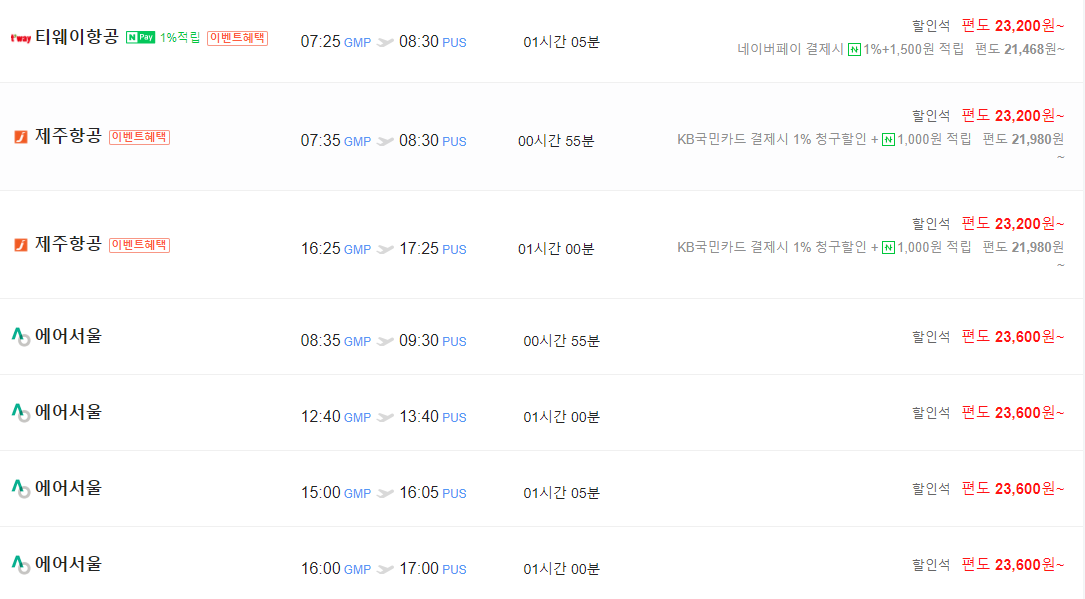 t'way 티웨이항공 N Pay 1%적립 이벤트혜택 07:25 GMP 08:30 PUS 01시간 05분 할인석 편도 23,200원~
네이버페이 결제시 N 1%+1,500원 적립 편도 21,468원~
제주항공 이벤트혜택 07:35 GMP 08:30 PUS 00시간 55분 할인석 편도 23,200원~
KB국민카드 결제시 1% 청구할인 + N 1,000원 적립 편도 21,980원
~
제주항공 이벤트혜택 16:25 GMP 17:25 PUS 01시간 00분 할인석 편도 23,200원~
KB국민카드 결제시 1% 청구할인 + N 1,000원 적립 편도 21,980원
~
에어서울 08:35 GMP 09:30 PUS 00시간 55분 할인석 편도 23,600원~
에어서울 12:40 GMP 13:40 PUS 01시간 00분 할인석 편도 23,600원~
에어서울 15:00 GMP 16:05 PUS 01시간 05분 할인석 편도 23,600원~
에어서울 16:00 GMP 17:00 PUS 01시간 00분 할인석 편도 23,600원~